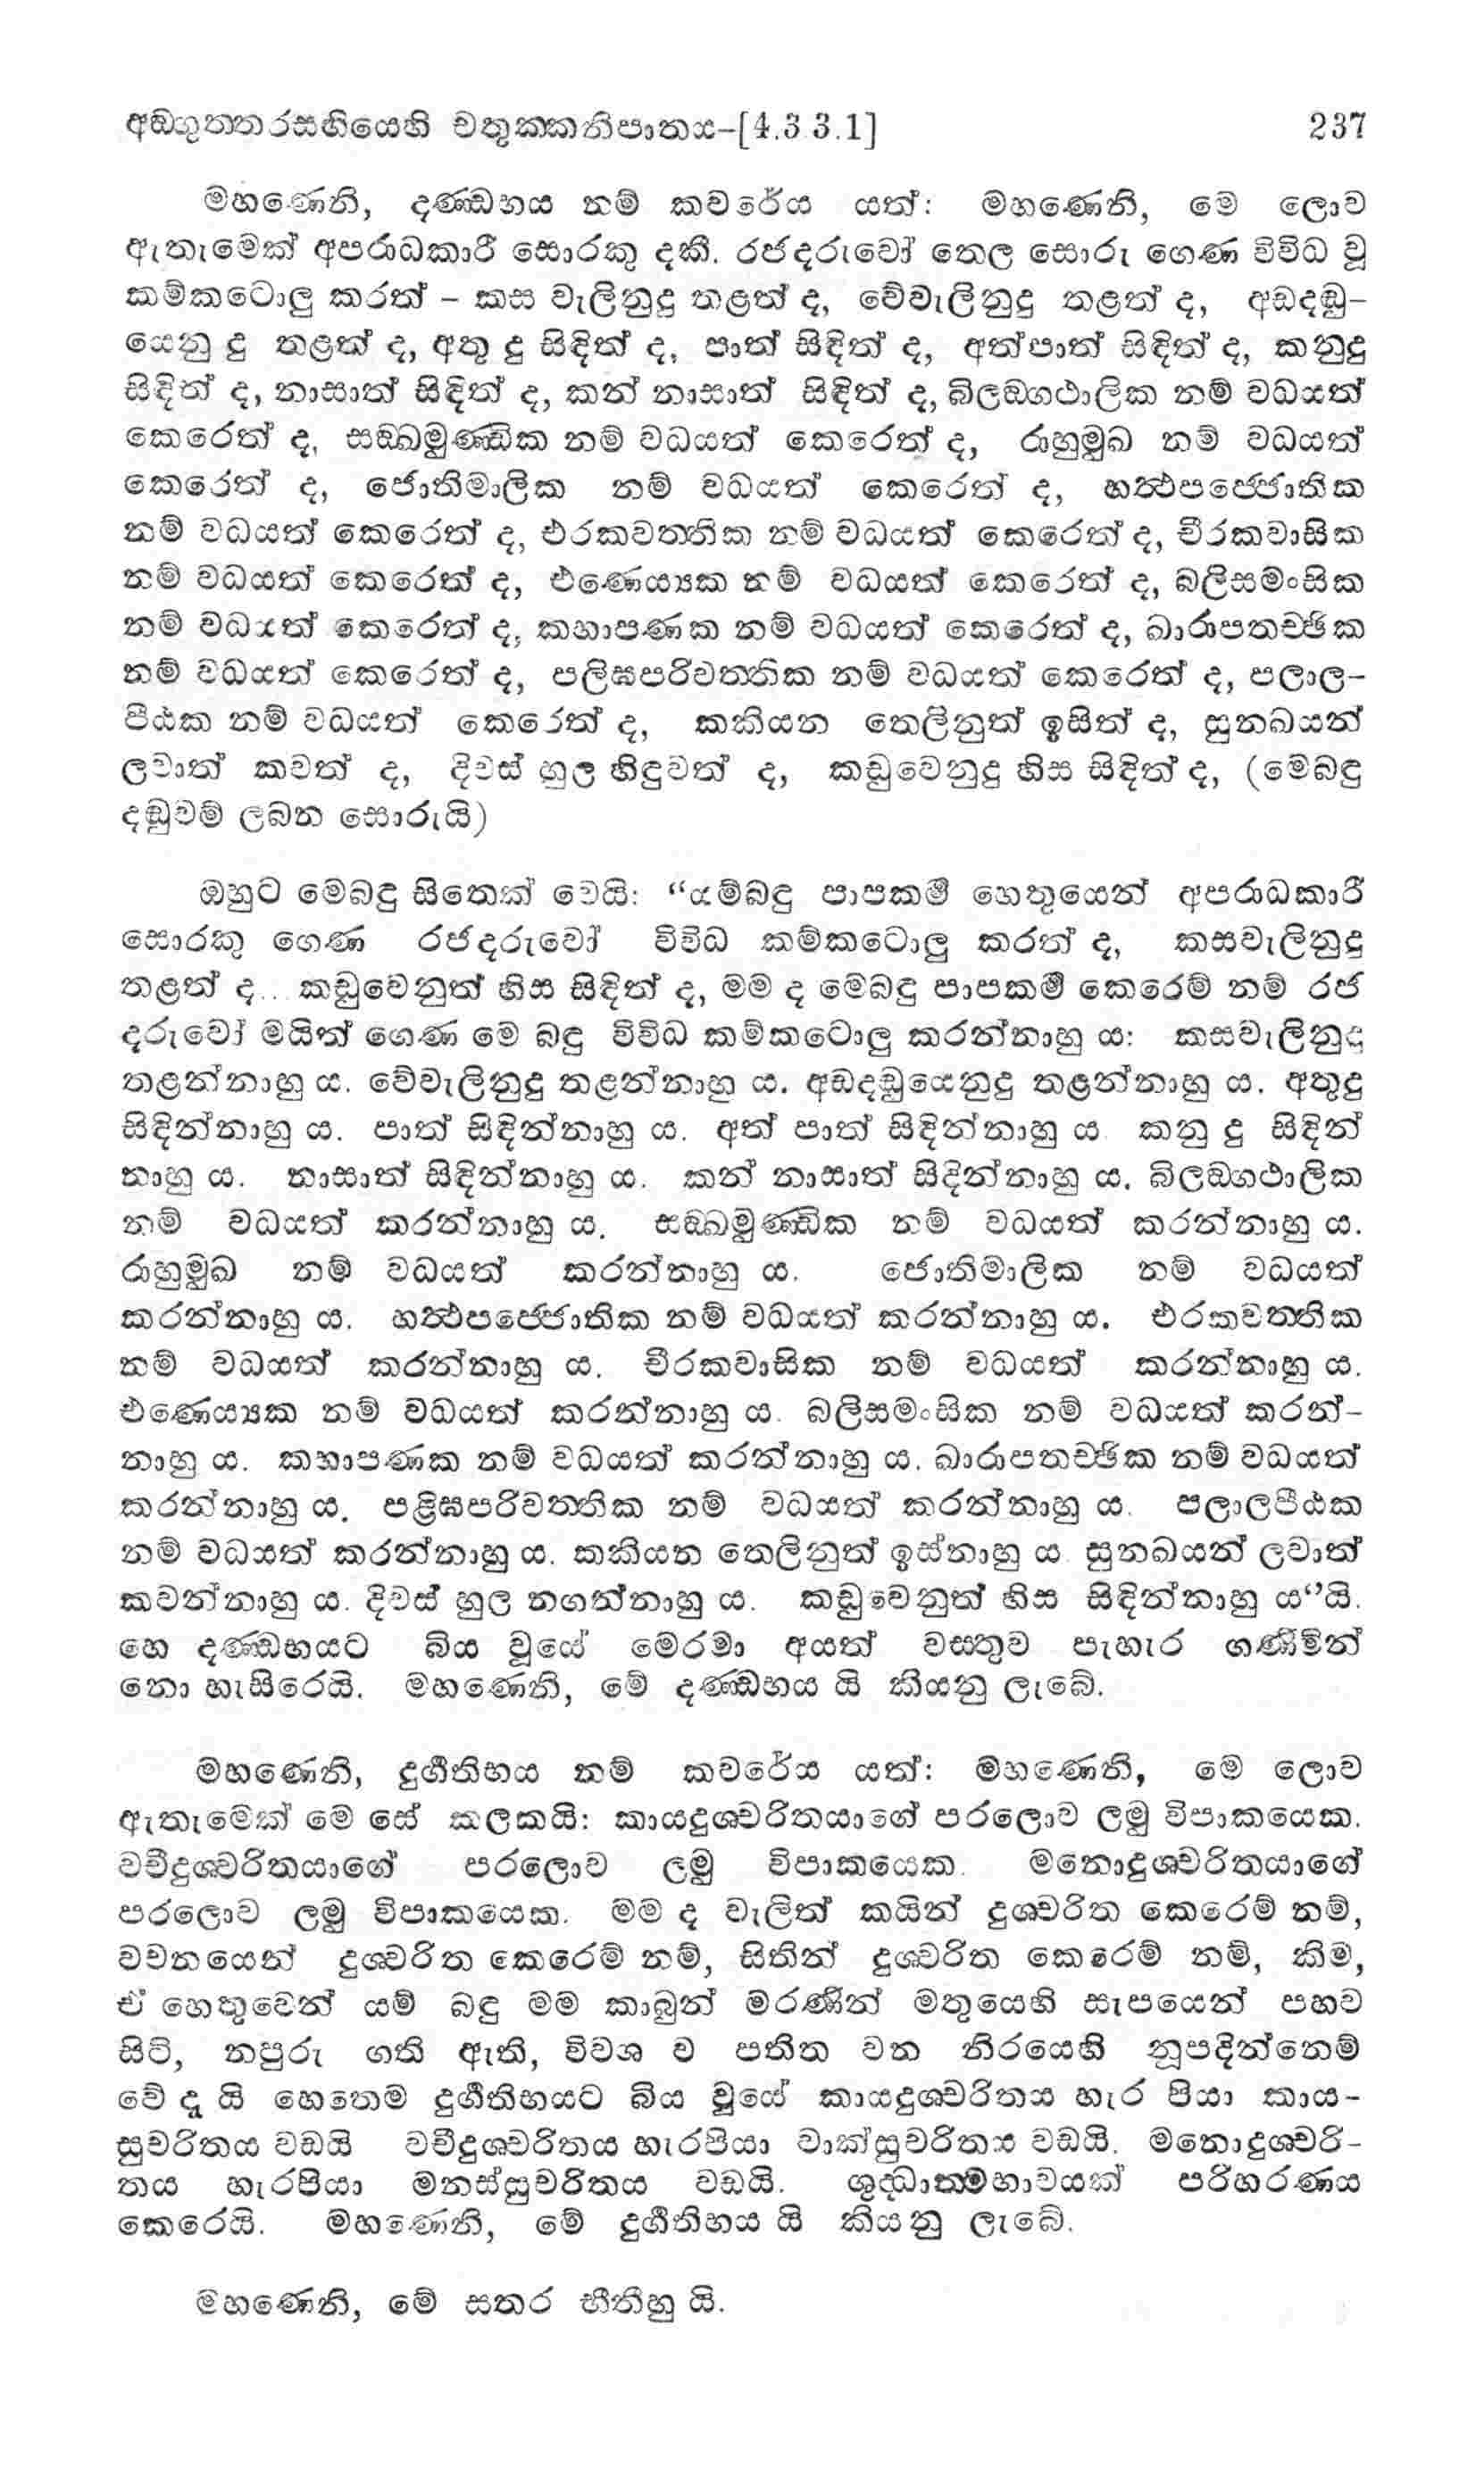 අඞ්ගුත්තරසඟියෙහි චතුක්කනිපාතය-[4.3 3.1] 237
මහණෙනි, දණ්ඩභය නම් කවරේය යත්: මහණෙනි, මෙ ලොව
ඇතැමෙක් අපරාධකාරී සොරකු දකී. රජදරුවෝ තෙල සොරු ගෙණ විවිධ වූ
කම්කටොලු කරත් – කස වැලිනුදු තළත් ද, වේවැලිනුදු තළත් ද, අඩදඬු-
යෙනු දු තළත් ද, අතු දු සිඳිත් ද, පාත් සිඳිත් ද, අත්පාත් සිඳිත් ද, කනුදු
සිඳිත් ද, නාසාත් සිඳිත් ද, කන් නාසාත් සිඳිත් ද, බිලඞ්ගථාලික නම් වධයත්
කෙරෙත් ද, සඞ්ඛමුණ්ඩික නම් වධයත් කෙරෙත් ද, රාහුමුඛ නම් වධයත්
කෙරෙත් ද, ජොතිමාලික නම් වධයත් කෙරෙත් ද, හත්ථපජ්ජොතික
නම් වධයත් කෙරෙත් ද, එරකවත්තික නම් වධයත් කෙරෙත් ද, චීරකවාසික
නම් වධයත් කෙරෙත් ද, එණෙය්‍යක නම් වධයත් කෙරෙත් ද, බලිසමංසික
නම් වධයත් කෙරෙත් ද, කහාපණක නම් වධයත් කෙරෙත් ද, ඛාරාපතච්ඡික
නම් වධයත් කෙරෙත් ද, පලිඝපරිවත්තික නම් වධයත් කෙරෙත් ද, පලාල-
පීඨක නම් වධයත් කෙරෙත් ද, කකියන තෙලිනුත් ඉසිත් ද, සුනඛයන්
ලවාත් කවත් ද, දිවස් හුල හිඳුවත් ද, කඩුවෙනුදු හිස සිඳිත් ද, (මෙබඳු
දඬුවම් ලබන සොරුයි)
ඔහුට මෙබඳු සිතෙක් වෙයි: “යම්බඳු පාපකර්‍ම හෙතුයෙන් අපරාධකාරී
සොරකු ගෙණ රජදරුවෝ විවිධ කම්කටොලු කරත් ද, කසවැලිනුදු
තළත් ද... කඩුවෙනුත් හිස සිඳිත් ද, මම ද මෙබඳු පාපකර්‍ම කෙරෙම් නම් රජ
දරුවෝ මයින් ගෙණ මෙ බඳු විවිධ කම්කටොලු කරන්නාහු ය: කසවැලිනුදු
තළන්නාහු ය. වේවැලිනුදු තළන්නාහු ය. අඩදඬුයෙනුදු තළන්නාහු ය. අතුදු
සිඳින්නාහු ය. පාත් සිඳින්නාහු ය. අත් පාත් සිඳින්නාහු ය. කනු දු සිඳින්
නාහු ය. නාසාත් සිඳින්නාහු ය. කන් නාසාත් සිඳින්නාහු ය. බිලඞ්ගථාලික
නම් වධයත් කරන්නාහු ය. සඞ්ඛමුණ්ඩික නම් වධයත් කරන්නාහු ය.
රාහුමුඛ නම් වධයත් කරන්නාහු ය. ජොතිමාලික නම් වධයත්
කරන්නාහු ය. හත්ථපජ්ජොතික නම් වධයත් කරන්නාහු ය. එරකවත්තික
නම් වධයත් කරන්නාහු ය. චීරකවාසික නම් වධයත් කරන්නාහු ය.
එණෙය්‍යක නම් වධයත් කරන්නාහු ය. බලිසමංසික නම් වධයත් කරන්-
නාහු ය. කහාපණක නම් වධයත් කරන්නාහු ය. ඛාරාපතච්ඡික නම් වධයත්
කරන්නාහු ය. පළිඝපරිවත්තික නම් වධයත් කරන්නාහු ය. පලාලපීඨක
නම් වධයත් කරන්නාහු ය. කකියන තෙලිනුත් ඉස්නාහු ය. සුනඛයන් ලවාත්
කවන්නාහු ය. දිවස් හුල නගන්නාහු ය. කඩුවෙනුත් හිස සිඳින්නාහු ය”යි.
හෙ දණ්ඩභයට බිය වූයේ මෙරමා අයත් වස්තුව පැහැර ගණිමින්
නො හැසිරෙයි. මහණෙනි, මේ දණ්ඩභය යි කියනු ලැබේ.
මහණෙනි, දුර්‍ගතිභය නම් කවරේය යත්: මහණෙනි, මෙ ලොව
ඇතැමෙක් මෙ සේ කලකයි: කායදුශ්චරිතයාගේ පරලොව ලමු විපාකයෙක.
වචීදුශ්චරිතයාගේ පරලොව ලමු විපාකයෙක. මනොදුශ්චරිතයාගේ
පරලොව ලමු විපාකයෙක. මම ද වැලිත් කයින් දුශ්චරිත කෙරෙම් නම්,
වචනයෙන් දුශ්චරිත කෙරෙම් නම්, සිතින් දුශ්චරිත කෙරෙම් නම්, කිම,
ඒ හෙතුවෙන් යම් බඳු මම කාබුන් මරණින් මතුයෙහි සැපයෙන් පහව
සිටි, නපුරු ගති ඇති, විවශ ව පතිත වන නිරයෙහි නූපදින්නෙම්
වේ දැ යි හෙතෙම දුර්‍ගතිභයට බිය වූයේ කායදුශ්චරිතය හැර පියා කාය-
සුචරිතය වඩයි වචීදුශ්චරිතය හැරපියා වාක්සුචරිතය වඩයි. මනොදුශ්චරි-
තය හැරපියා මනස්සුචරිතය වඩයි. ශුද්ධාත්මභාවයක් පරිහරණය
කෙරෙයි. මහණෙනි, මේ දුර්‍ගතිභය යි කියනු ලැබේ.
මහණෙනි, මේ සතර භීතීහු යි.